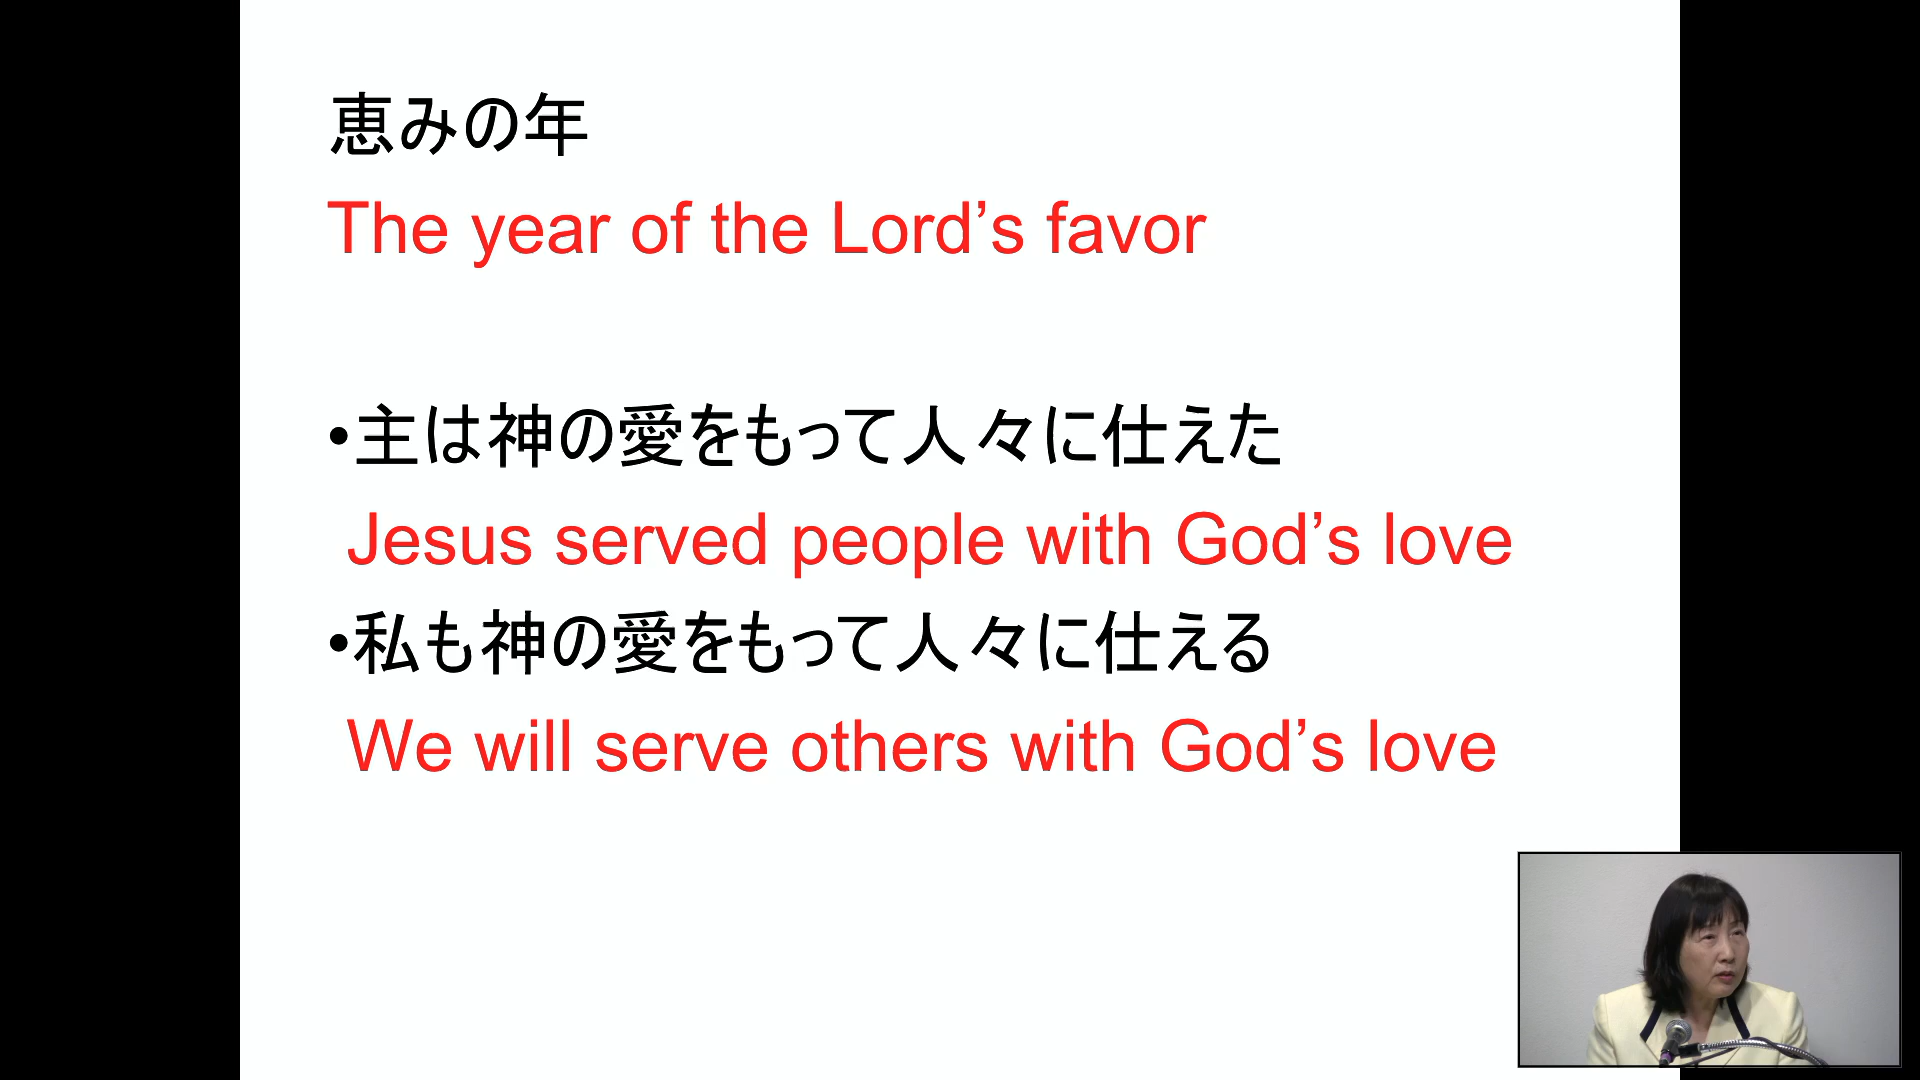 恵みの年
The year of the Lord’s favor
•主は神の愛をもって人々に仕えた
Jesus served people with God’s love
•私も神の愛をもって人々に仕える
We will serve others with God’s love